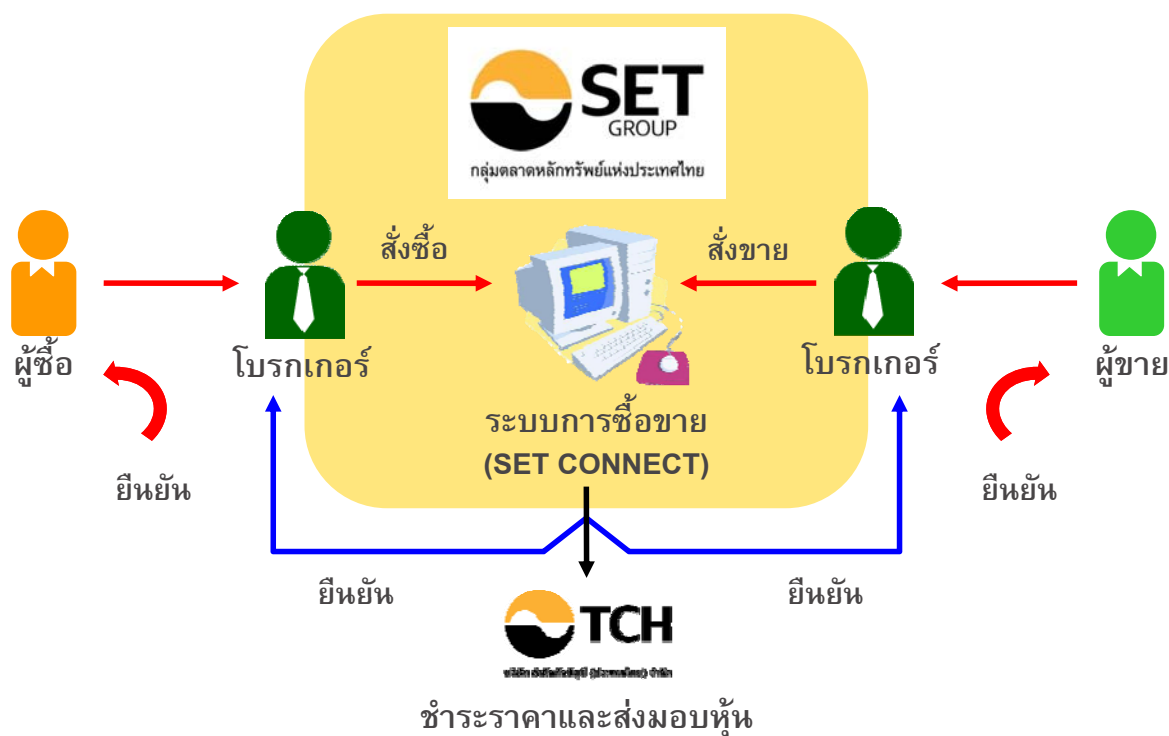 SET
GROUP
กลุ่มตลาดหลักทรัพย์แห่งประเทศไทย
สั่งซื้อ
สั่งขาย
ผู้ซื้อ
โบรกเกอร์
โบรกเกอร์
ผู้ขาย
ระบบการซื้อขาย
(SET CONNECT)
ยืนยัน
ยืนยัน
ยืนยัน
ยืนยัน
TCH
ชำระราคาและส่งมอบหุ้น